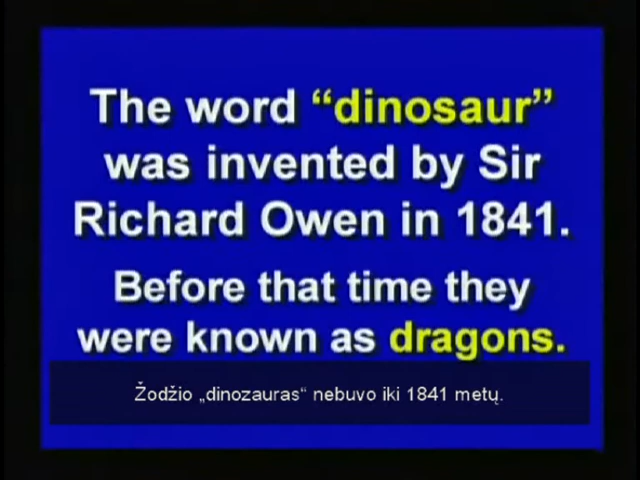 The word “dinosaur”
was invented by Sir
Richard Owen in 1841.
Before that time they
were known as dragons.
Žodžio „dinozauras“ nebuvo iki 1841 metų.